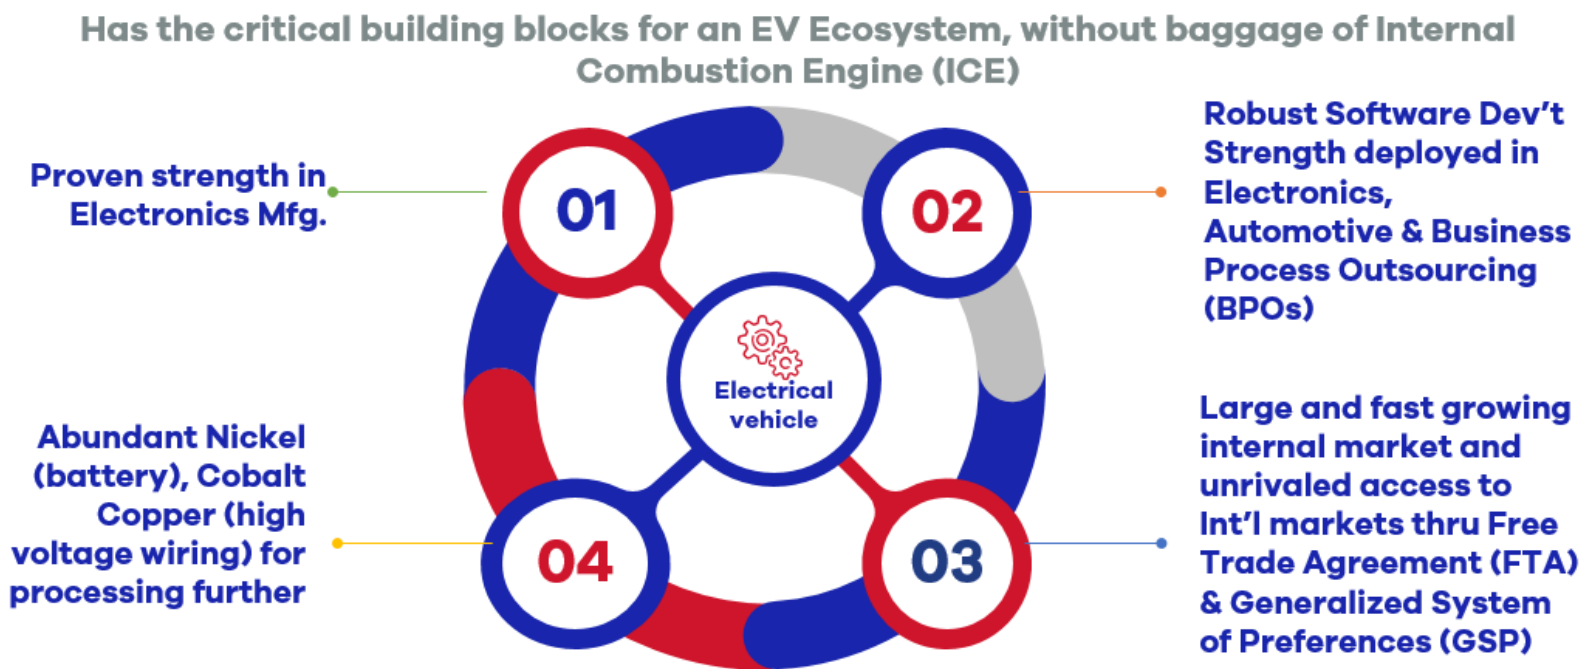 Has the critical building blocks for an EV Ecosystem, without baggage of Internal
Combustion Engine (ICE)
Proven strength in
Electronics Mfg.
01
02
Robust Software Dev't
Strength deployed in
Electronics,
Automotive & Business
Process Outsourcing
(BPOs)
Electrical
vehicle
Abundant Nickel
(battery), Cobalt
Copper (high
voltage wiring) for
processing further
04
03
Large and fast growing
internal market and
unrivaled access to
Int'l markets thru Free
Trade Agreement (FTA)
& Generalized System
of Preferences (GSP)